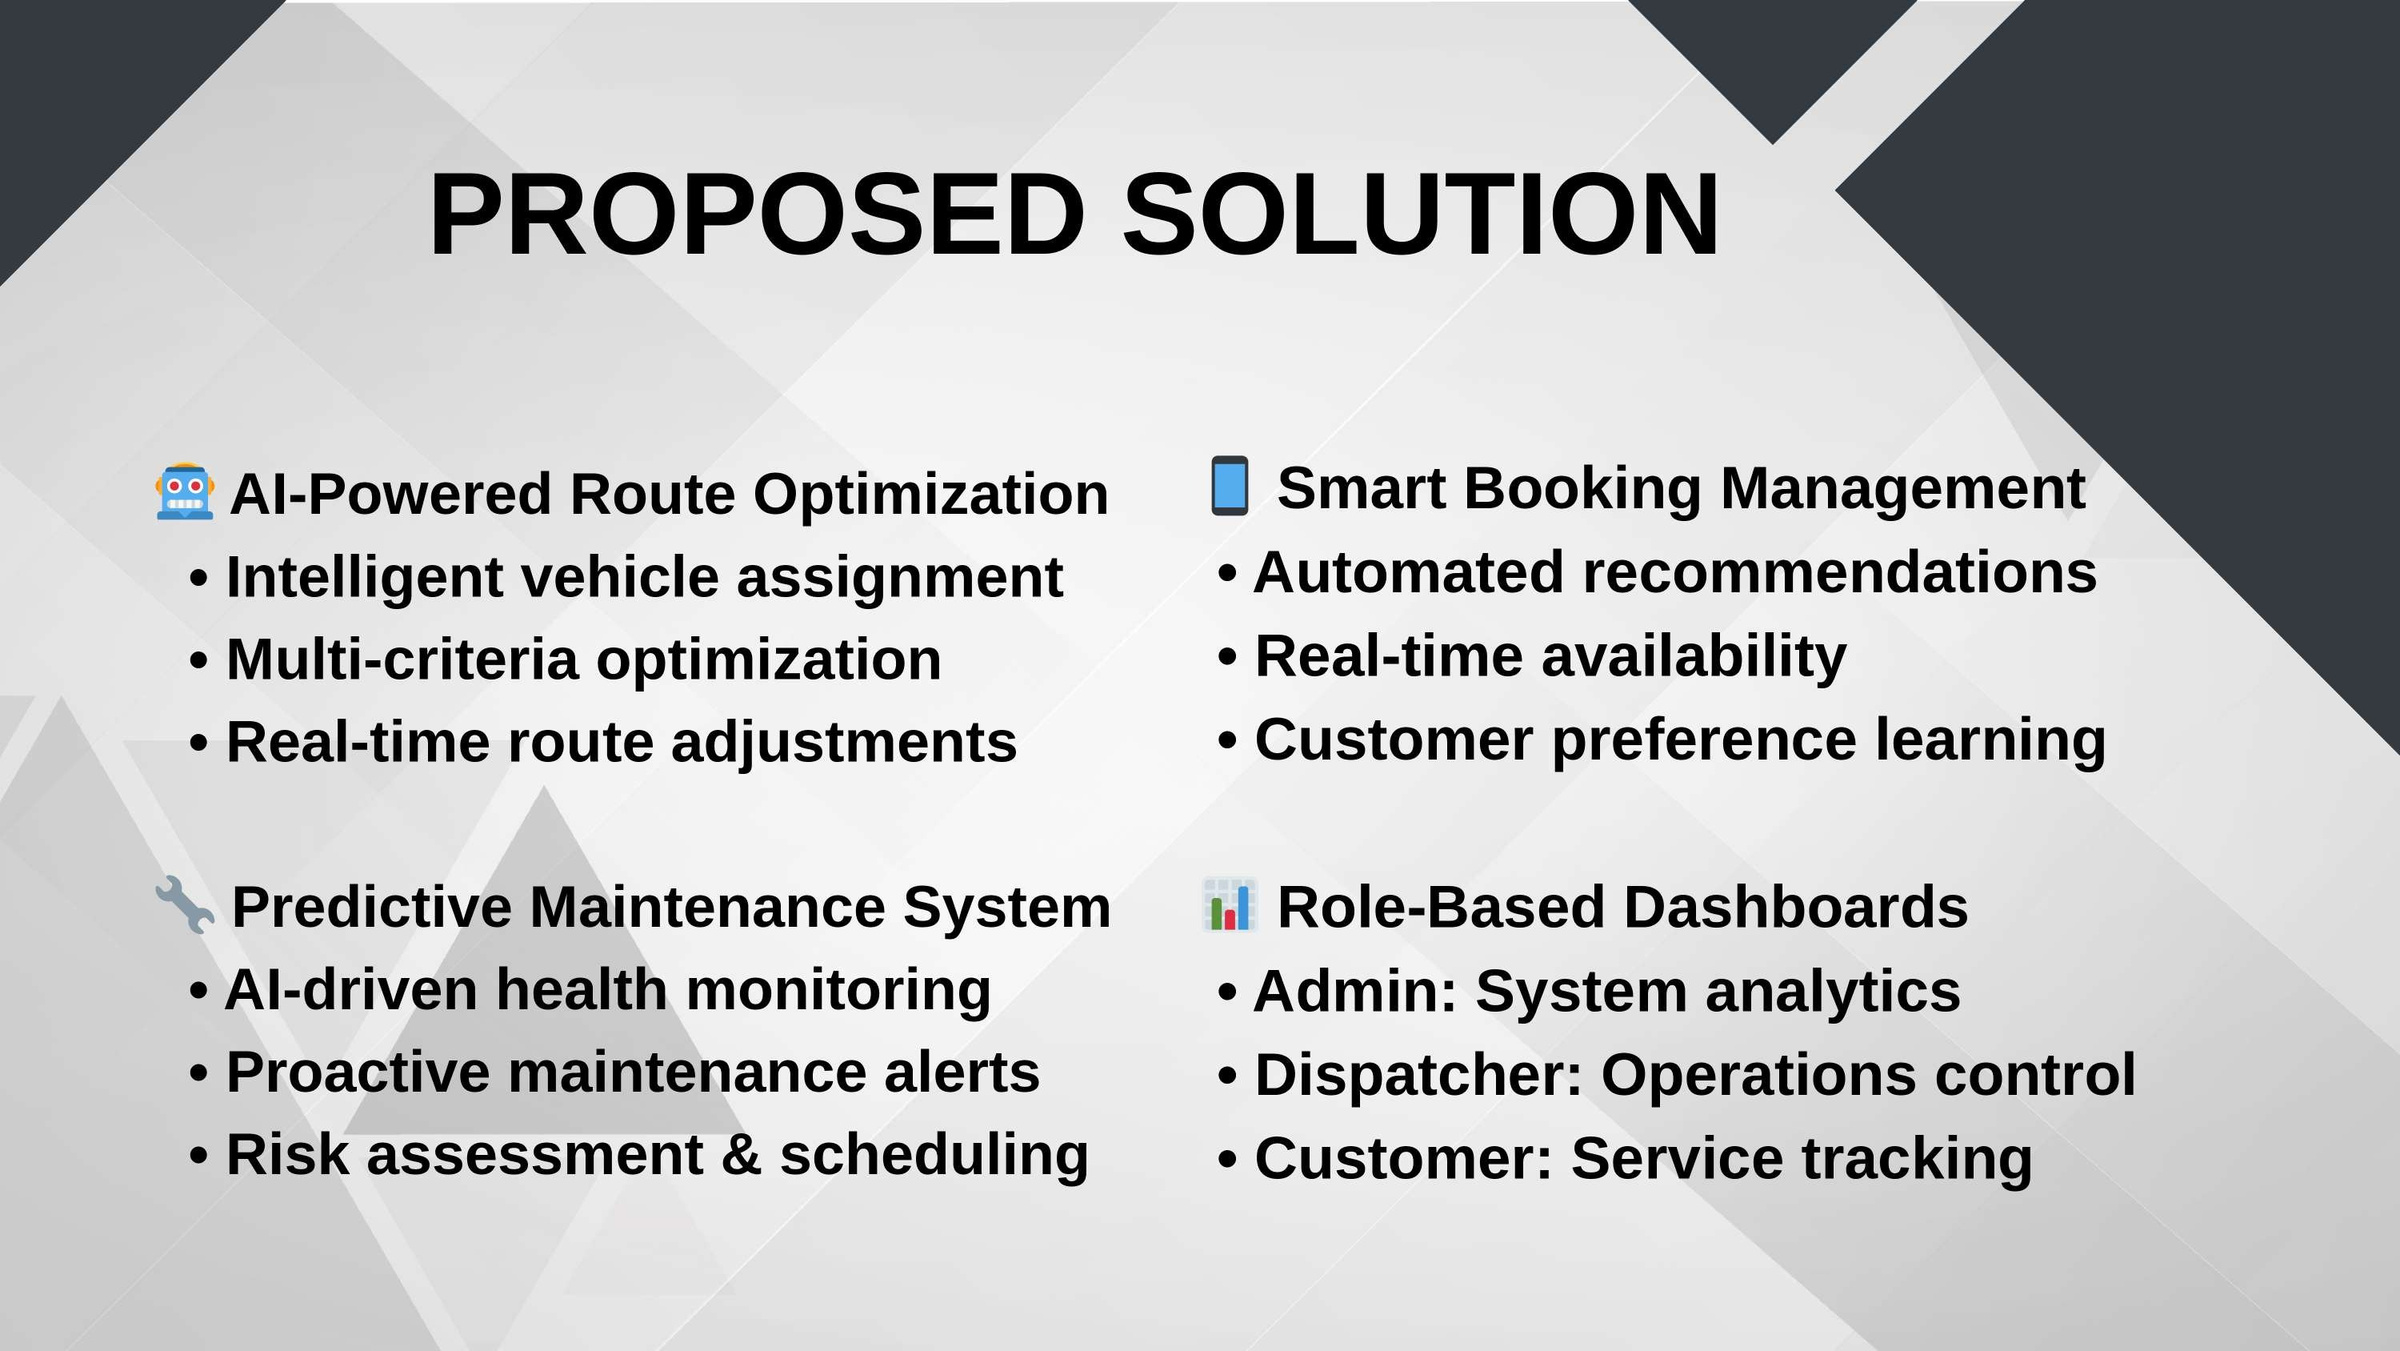 PROPOSED SOLUTION
🤖 AI-Powered Route Optimization
• Intelligent vehicle assignment
• Multi-criteria optimization
• Real-time route adjustments
🔧 Predictive Maintenance System
• AI-driven health monitoring
• Proactive maintenance alerts
• Risk assessment & scheduling
📱 Smart Booking Management
• Automated recommendations
• Real-time availability
• Customer preference learning
📊 Role-Based Dashboards
• Admin: System analytics
• Dispatcher: Operations control
• Customer: Service tracking